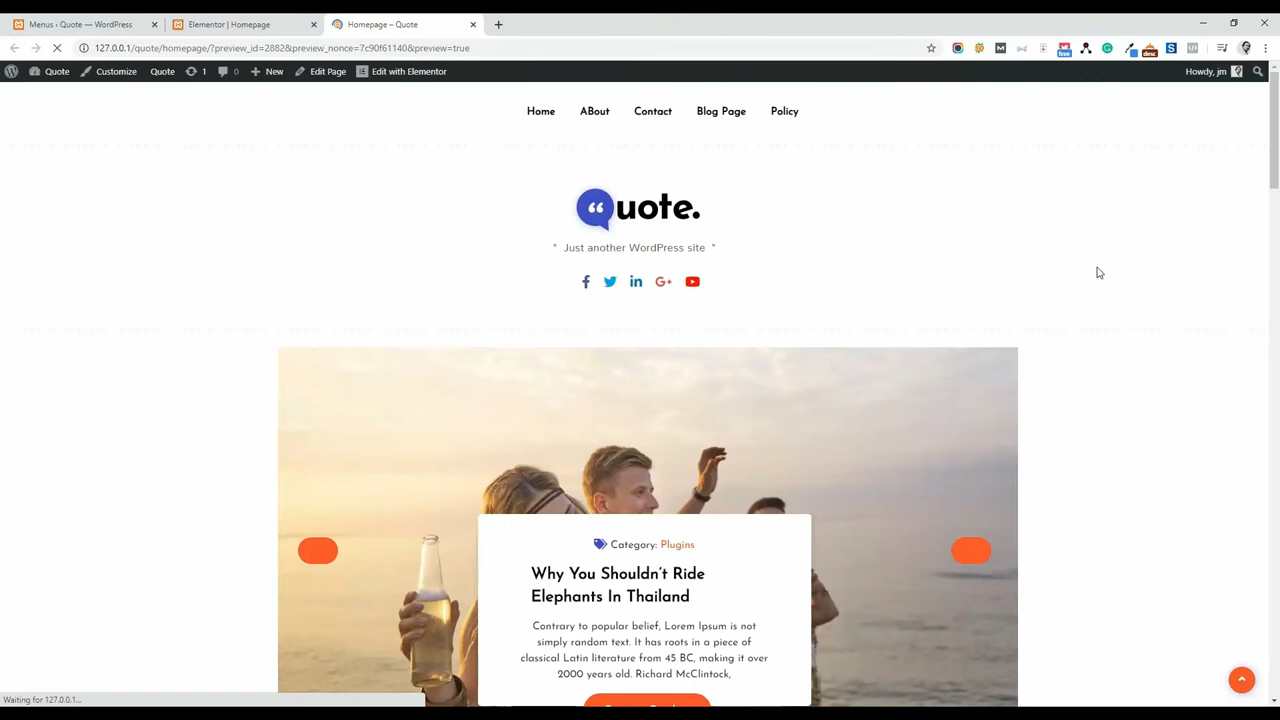 Menus ‹ Quote — WordPress
Elementor | Homepage
Homepage – Quote
127.0.0.1/quote/homepage/?preview_id=2882&preview_nonce=7c90f61140&preview=true
free
desc
Quote
Customize
Quote
1
0
New
Edit Page
Edit with Elementor
Howdy, jm
Home
ABout
Contact
Blog Page
Policy
“uote.
" Just another WordPress site "
Category: Plugins
Why You Shouldn't Ride
Elephants In Thailand
Contrary to popular belief, Lorem Ipsum is not
simply random text. It has roots in a piece of
classical Latin literature from 45 BC, making it over
2000 years old. Richard McClintock,
Waiting for 127.0.0.1...